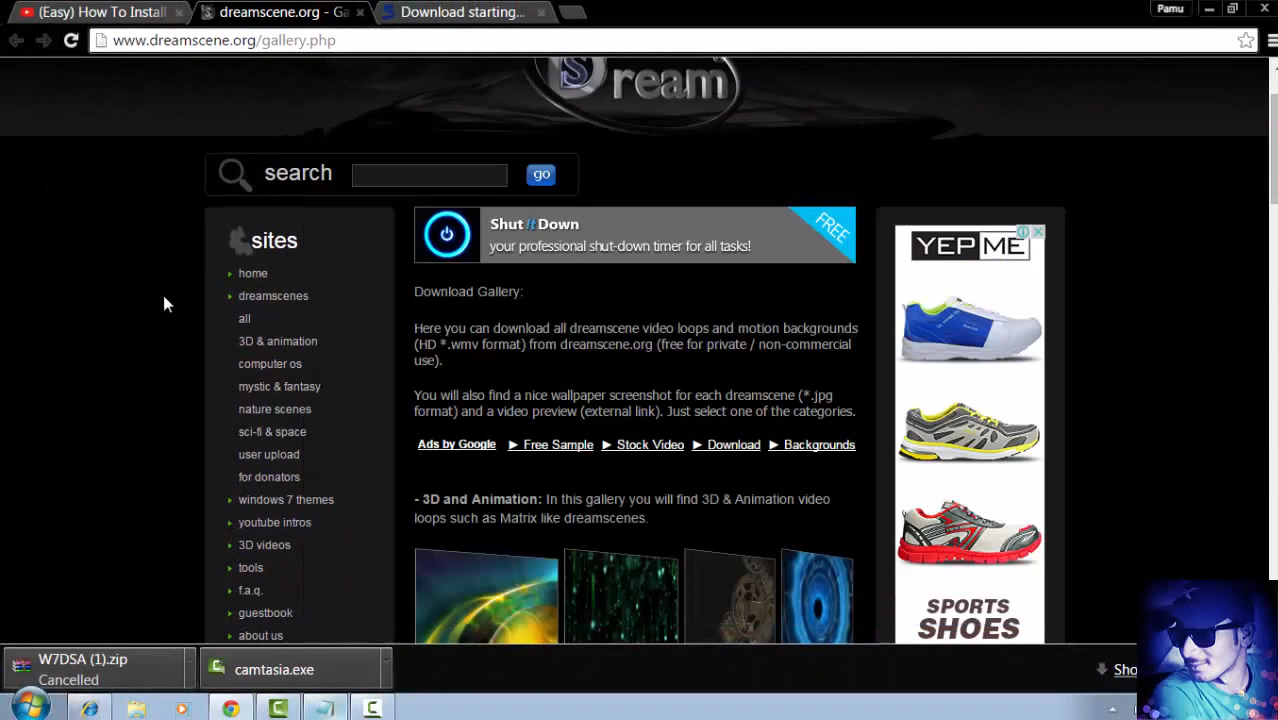 (Easy) How To Install
dreamscene.org - Ga
Download starting...
Pamu
www.dreamscene.org/gallery.php
Dream
search
go
sites
home
dreamscenes
all
3D & animation
computer os
mystic & fantasy
nature scenes
sci-fi & space
user upload
for donators
windows 7 themes
youtube intros
3D videos
tools
f.a.q.
guestbook
about us
Shut it Down
your professional shut-down timer for all tasks!
FREE
Download Gallery:
Here you can download all dreamscene video loops and motion backgrounds
(HD *.wmv format) from dreamscene.org (free for private / non-commercial
use).
You will also find a nice wallpaper screenshot for each dreamscene (*.jpg
format) and a video preview (external link). Just select one of the categories.
Ads by Google ► Free Sample ► Stock Video ► Download ► Backgrounds
- 3D and Animation: In this gallery you will find 3D & Animation video
loops such as Matrix like dreamscenes.
YEPME
SPORTS
SHOES
W7DSA (1).zip
Cancelled
camtasia.exe
Sho